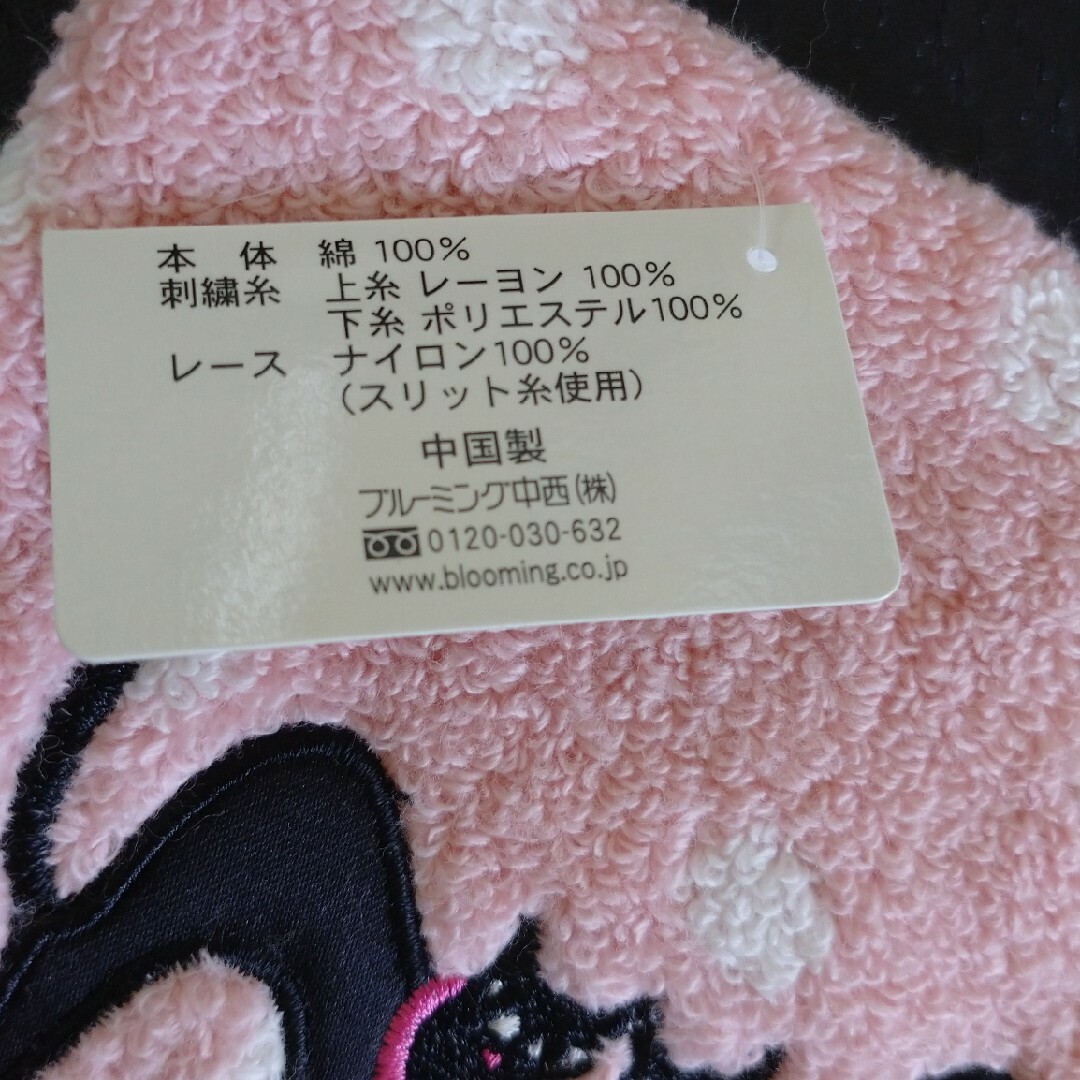 本 体 綿 100%
刺繍糸 上糸 レーヨン 100%
下糸 ポリエステル100%
レース ナイロン100%
(スリット糸使用)
中国製
ブルーミング中西(株)
0120-030-632
www.blooming.co.jp